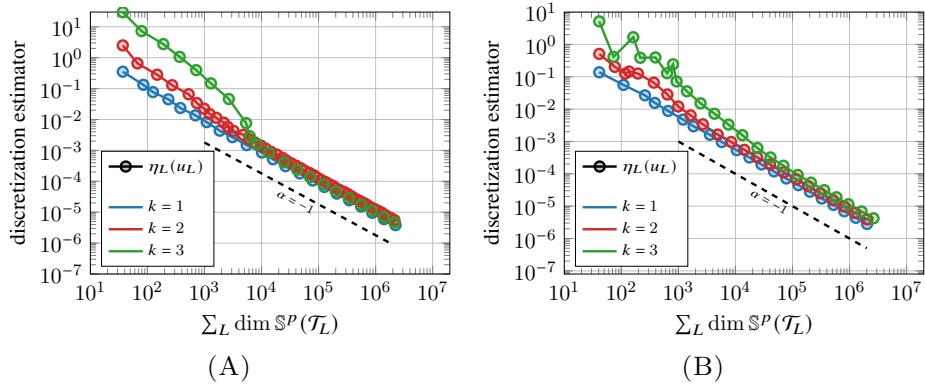 10^1
10^0
10^−1
10^−2
10^−3
10^−4
10^−5
10^−6
10^−7
discretization estimator
η_L(u_L)
k = 1
k = 2
k = 3
α = −1
10^1 10^2 10^3 10^4 10^5 10^6 10^7
∑_L dim 𝕊^p(𝒯_L)
(A)
10^1
10^0
10^−1
10^−2
10^−3
10^−4
10^−5
10^−6
10^−7
discretization estimator
η_L(u_L)
k = 1
k = 2
k = 3
α = −1
10^1 10^2 10^3 10^4 10^5 10^6 10^7
∑_L dim 𝕊^p(𝒯_L)
(B)